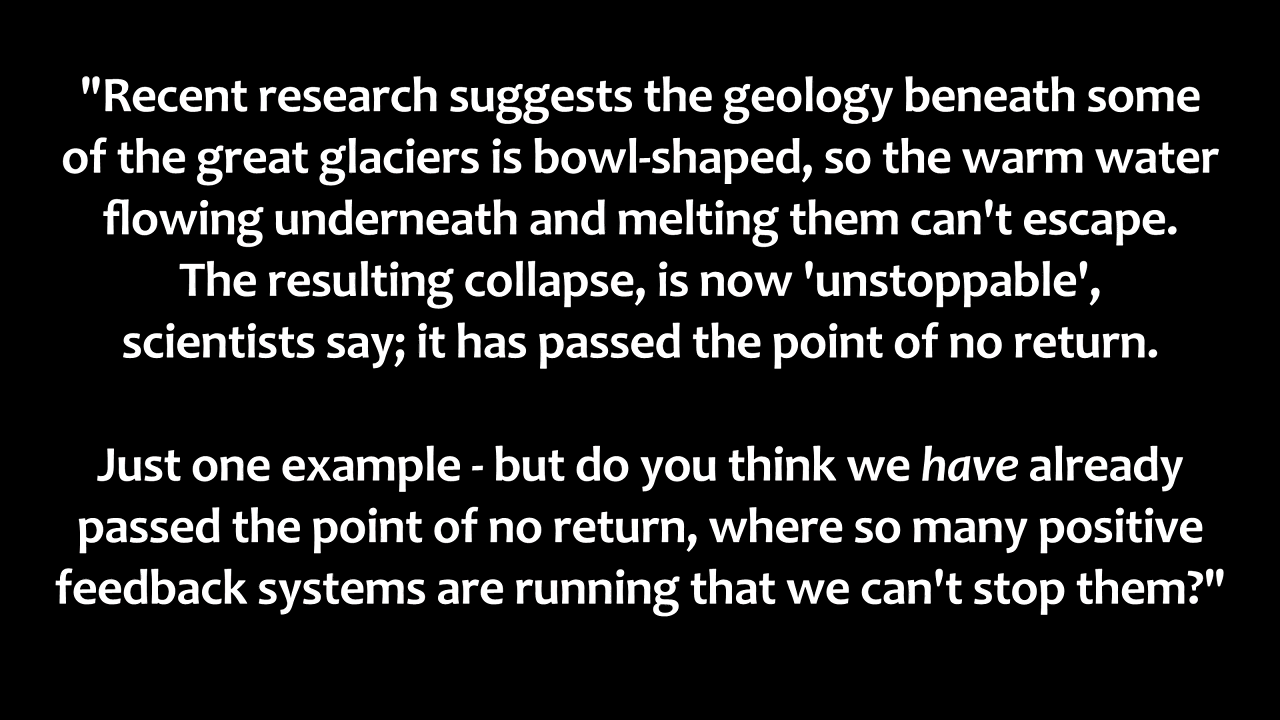 "Recent research suggests the geology beneath some
of the great glaciers is bowl-shaped, so the warm water
flowing underneath and melting them can't escape.
The resulting collapse, is now 'unstoppable',
scientists say; it has passed the point of no return.
Just one example - but do you think we have already
passed the point of no return, where so many positive
feedback systems are running that we can't stop them?"